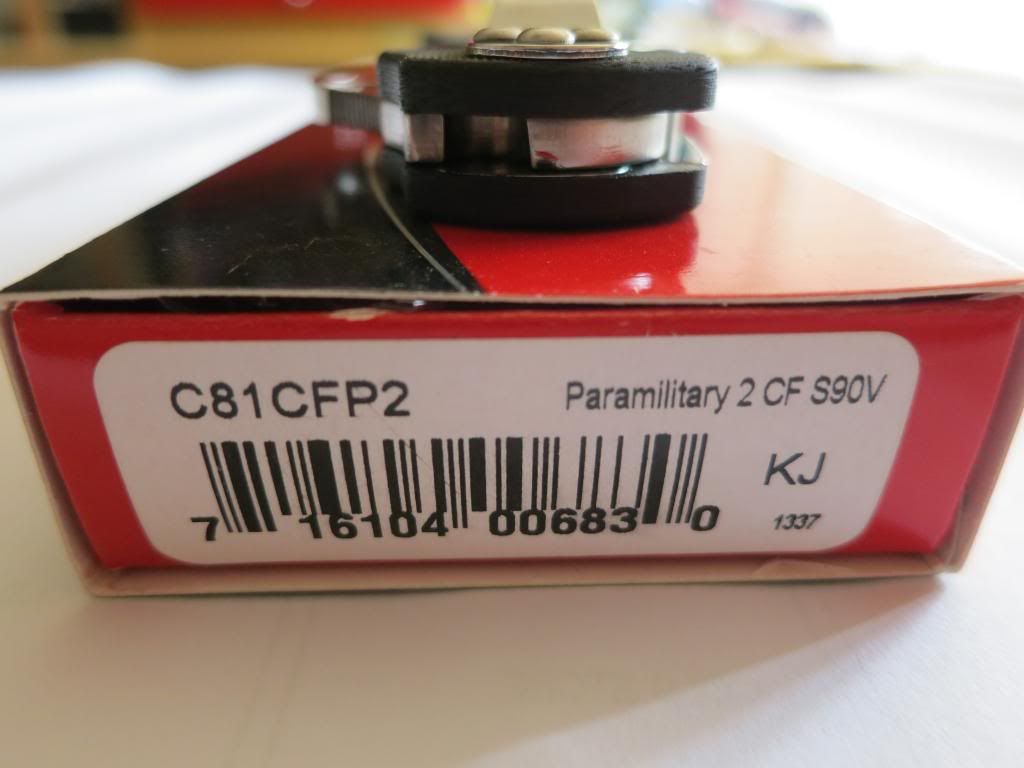 C81CFP2
Paramilitary 2 CF S90V
KJ
7 16104 00683 0
1337